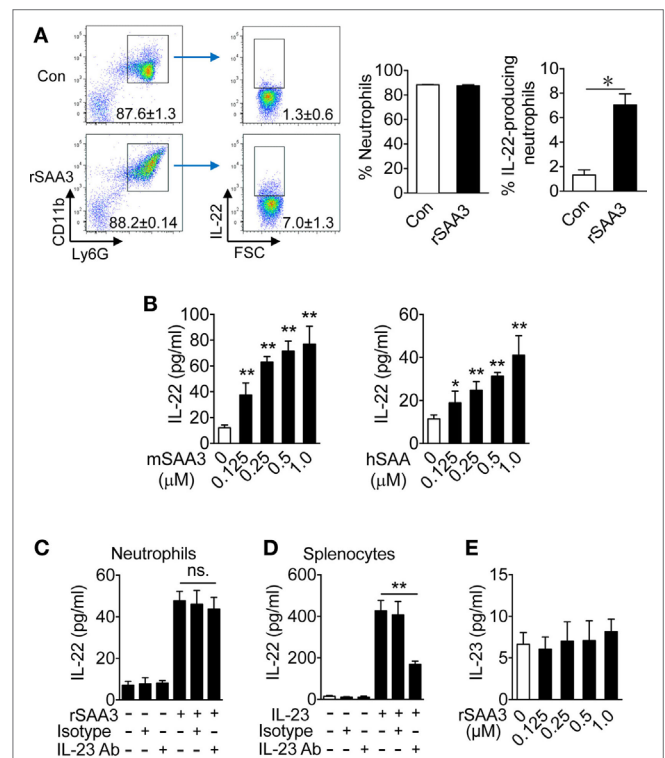 A
Con
87.6±1.3
1.3±0.6
rSAA3
88.2±0.14
7.0±1.3
CD11b
Ly6G
IL-22
FSC
% Neutrophils
100
80
60
40
20
0
Con
rSAA3
% IL-22-producing
neutrophils
10
8
6
4
2
0
*
Con
rSAA3
B
IL-22 (pg/ml)
100
80
60
40
20
0
** ** ** **
mSAA3
(μM)
0 0.125 0.25 0.5 1.0
IL-22 (pg/ml)
60
40
20
0
* ** ** **
hSAA
(μM)
0 0.125 0.25 0.5 1.0
C
Neutrophils
ns.
IL-22 (pg/ml)
60
40
20
0
rSAA3 - - - + + +
Isotype - + - - + -
IL-23 Ab - - + - - +
D
Splenocytes
**
IL-22 (pg/ml)
600
400
200
0
IL-23 - - - + + +
Isotype - + - - + -
IL-23 Ab - - + - - +
E
IL-23 (pg/ml)
15
10
5
0
rSAA3
(μM)
0 0.125 0.25 0.5 1.0